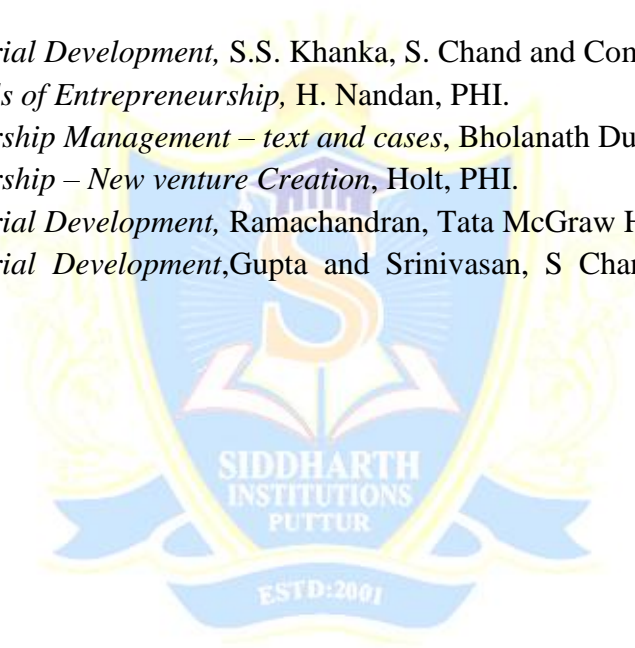 rial Development, S.S. Khanka, S. Chand and Con
s of Entrepreneurship, H. Nandan, PHI.
rship Management – text and cases, Bholanath Du
rship – New venture Creation, Holt, PHI.
rial Development, Ramachandran, Tata McGraw H
rial Development,Gupta and Srinivasan, S Char
S
SIDDHARTH
INSTITUTIONS
PUTTUR
ESTD:2001